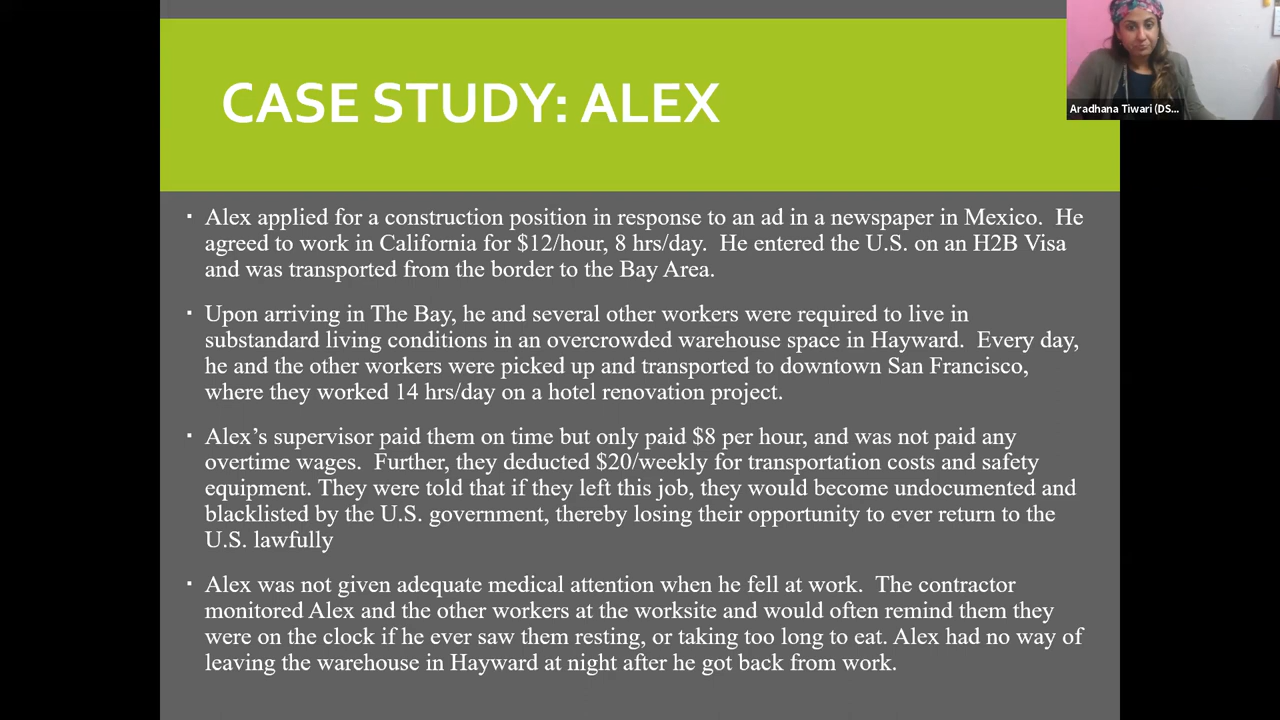 CASE STUDY: ALEX
Aradhana Tiwari (DS...
▪ Alex applied for a construction position in response to an ad in a newspaper in Mexico.  He
agreed to work in California for $12/hour, 8 hrs/day.  He entered the U.S. on an H2B Visa
and was transported from the border to the Bay Area.
▪ Upon arriving in The Bay, he and several other workers were required to live in
substandard living conditions in an overcrowded warehouse space in Hayward.  Every day,
he and the other workers were picked up and transported to downtown San Francisco,
where they worked 14 hrs/day on a hotel renovation project.
▪ Alex’s supervisor paid them on time but only paid $8 per hour, and was not paid any
overtime wages.  Further, they deducted $20/weekly for transportation costs and safety
equipment. They were told that if they left this job, they would become undocumented and
blacklisted by the U.S. government, thereby losing their opportunity to ever return to the
U.S. lawfully
▪ Alex was not given adequate medical attention when he fell at work.  The contractor
monitored Alex and the other workers at the worksite and would often remind them they
were on the clock if he ever saw them resting, or taking too long to eat. Alex had no way of
leaving the warehouse in Hayward at night after he got back from work.